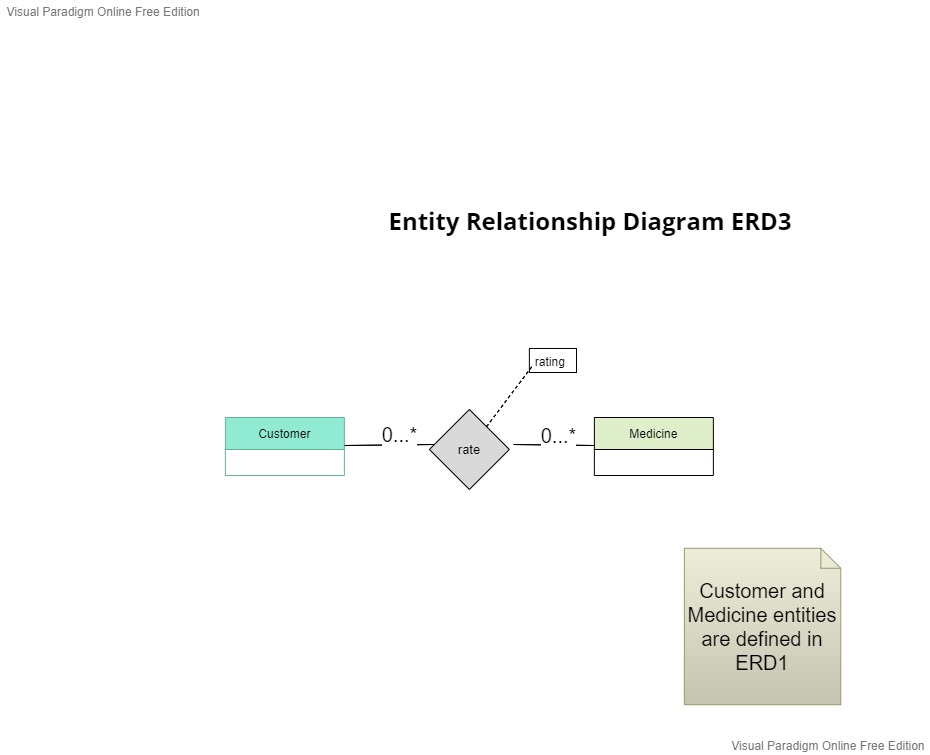 Visual Paradigm Online Free Edition
Entity Relationship Diagram ERD3
rating
Customer
0...*
rate
0...*
Medicine
Customer and
Medicine entities
are defined in
ERD1
Visual Paradigm Online Free Edition